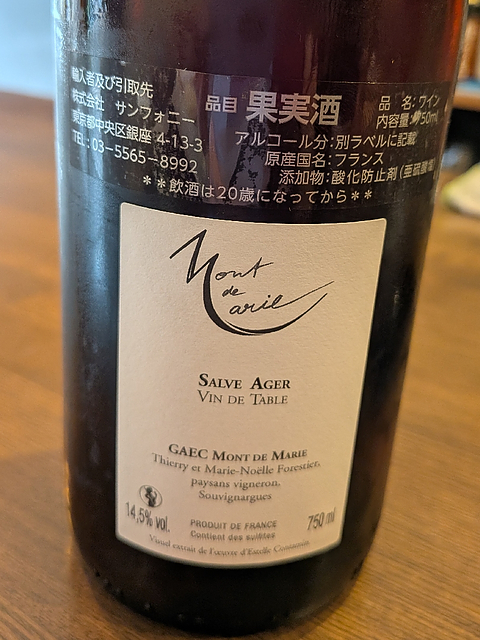 輸入者及び引取先
株式会社 サンフォニー
東京都中央区銀座 4-13-3
TEL:03-5565-8992
品目 果実酒
品 名:ワイン
内容量:750ml
アルコール分:別ラベルに記載
原産国名:フランス
添加物:酸化防止剤(亜硫酸塩
**飲酒は20歳になってから**
Mont
de
Marie
SALVE AGER
VIN DE TABLE
GAEC MONT DE MARIE
Thierry et Marie-Noëlle Forestier,
paysans vigneron,
Souvignargues
14,5% vol.
PRODUIT DE FRANCE
750 ml
Contient des sulfites
Visuel extrait de l'œuvre d'Estelle